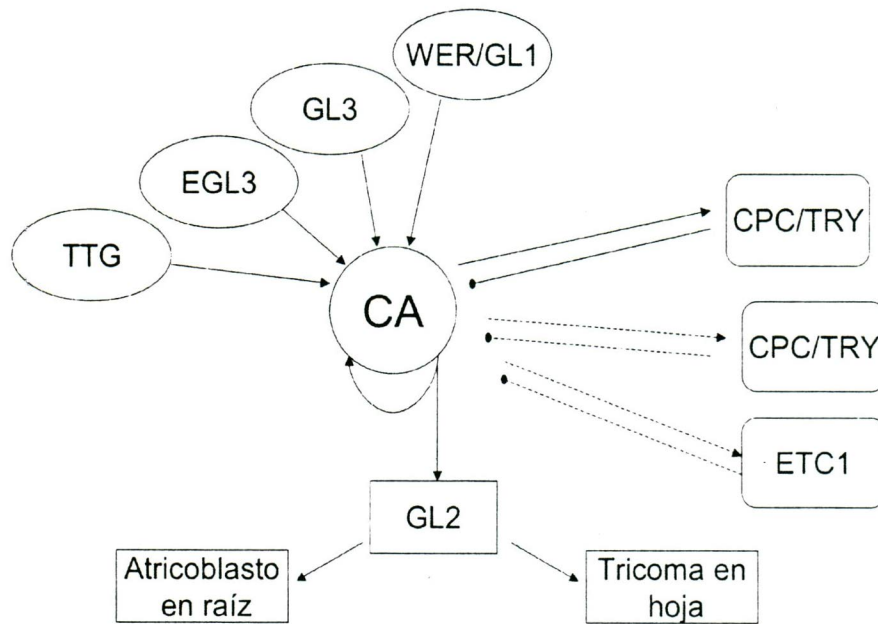 WER/GL1
GL3
EGL3
TTG
CA
CPC/TRY
CPC/TRY
ETC1
GL2
Atricoblasto
en raíz
Tricoma en
hoja